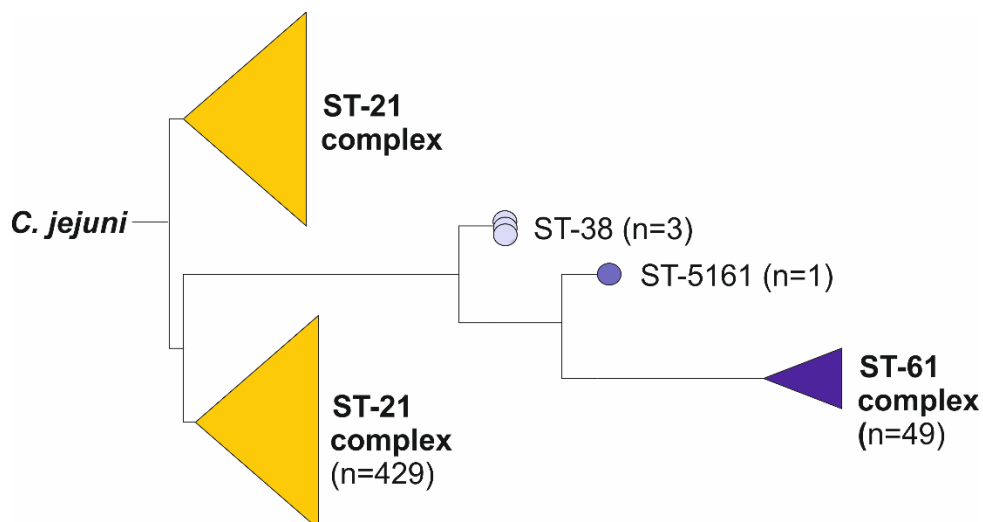 ST-21
complex
C. jejuni
ST-38 (n=3)
ST-5161 (n=1)
ST-61
complex
(n=49)
ST-21
complex
(n=429)